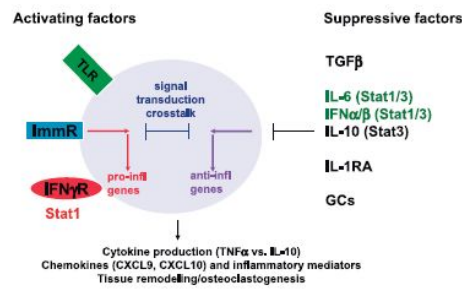 Activating factors
Suppressive factors
TLR
ImmR
IFNγR
Stat1
signal
transduction
crosstalk
pro-infl
genes
anti-infl
genes
TGFβ
IL-6 (Stat1/3)
IFNα/β (Stat1/3)
IL-10 (Stat3)
IL-1RA
GCs
Cytokine production (TNFα vs. IL-10)
Chemokines (CXCL9, CXCL10) and inflammatory mediators
Tissue remodeling/osteoclastogenesis